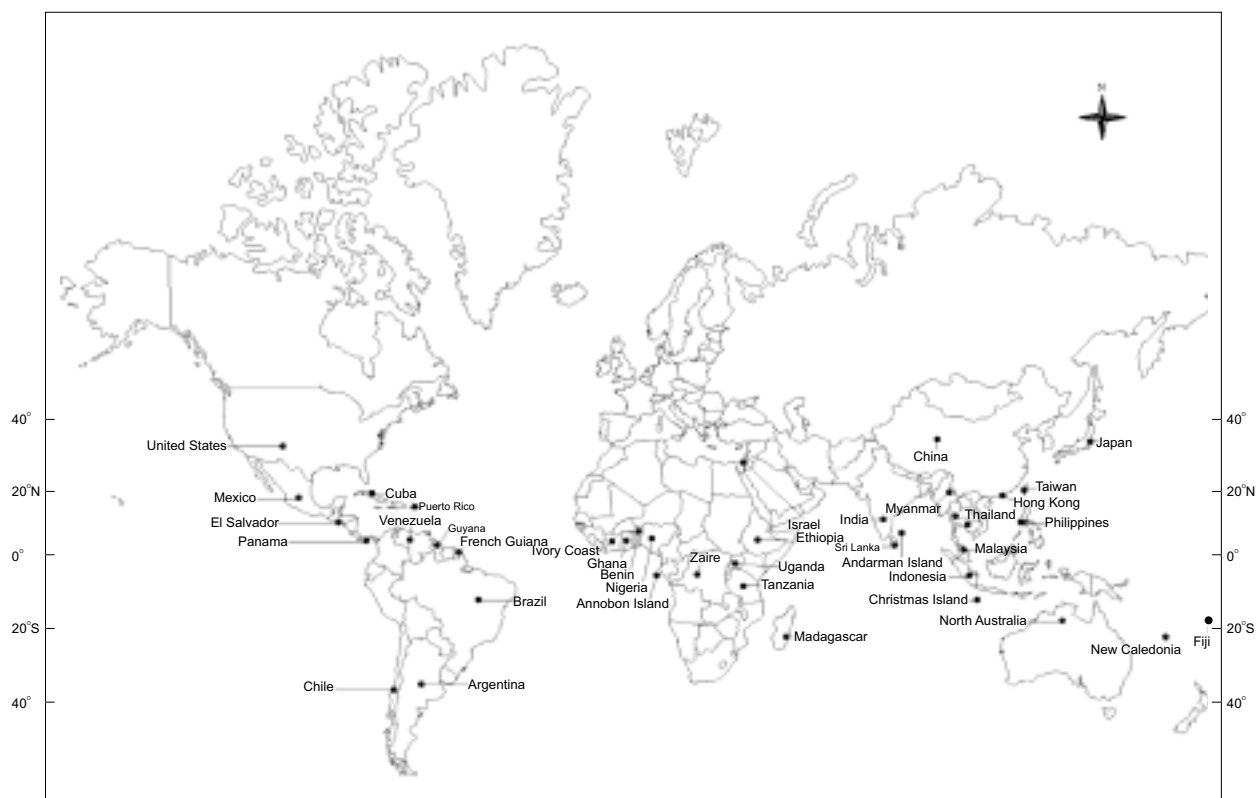 N
40°
40°
United States
China
Japan
20°N
20°N
Mexico
Cuba
Puerto Rico
Taiwan
Hong Kong
El Salvador
Venezuela
Guyana
India
Myanmar
Thailand
Philippines
Panama
French Guiana
Israel
Ethiopia
Ivory Coast
Ghana
Zaire
Sri Lanka
Malaysia
0°
0°
Benin
Uganda
Andarman Island
Indonesia
Nigeria
Tanzania
Annobon Island
Christmas Island
Brazil
20°S
20°S
Madagascar
North Australia
New Caledonia
Fiji
Chile
Argentina
40°
40°